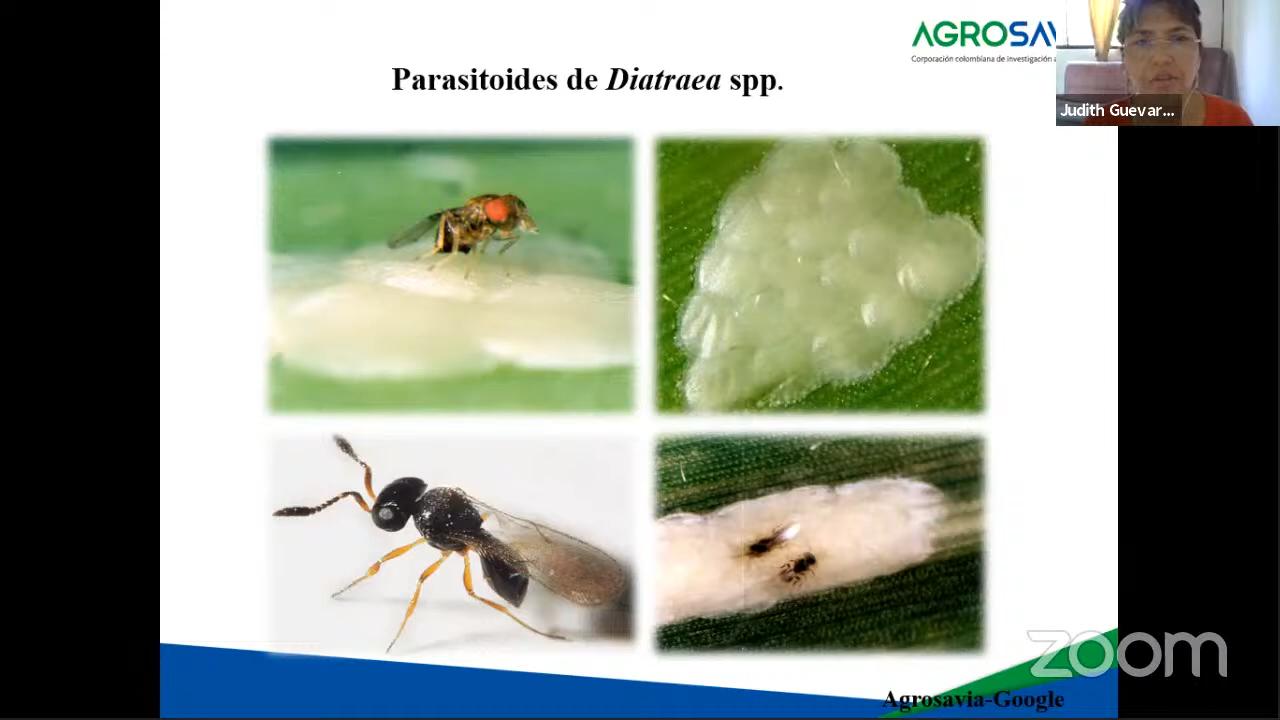 AGROSAV
Corporación colombiana de investigación a
Parasitoides de Diatraea spp.
Judith Guevar...
zoom
Agrosavia-Google